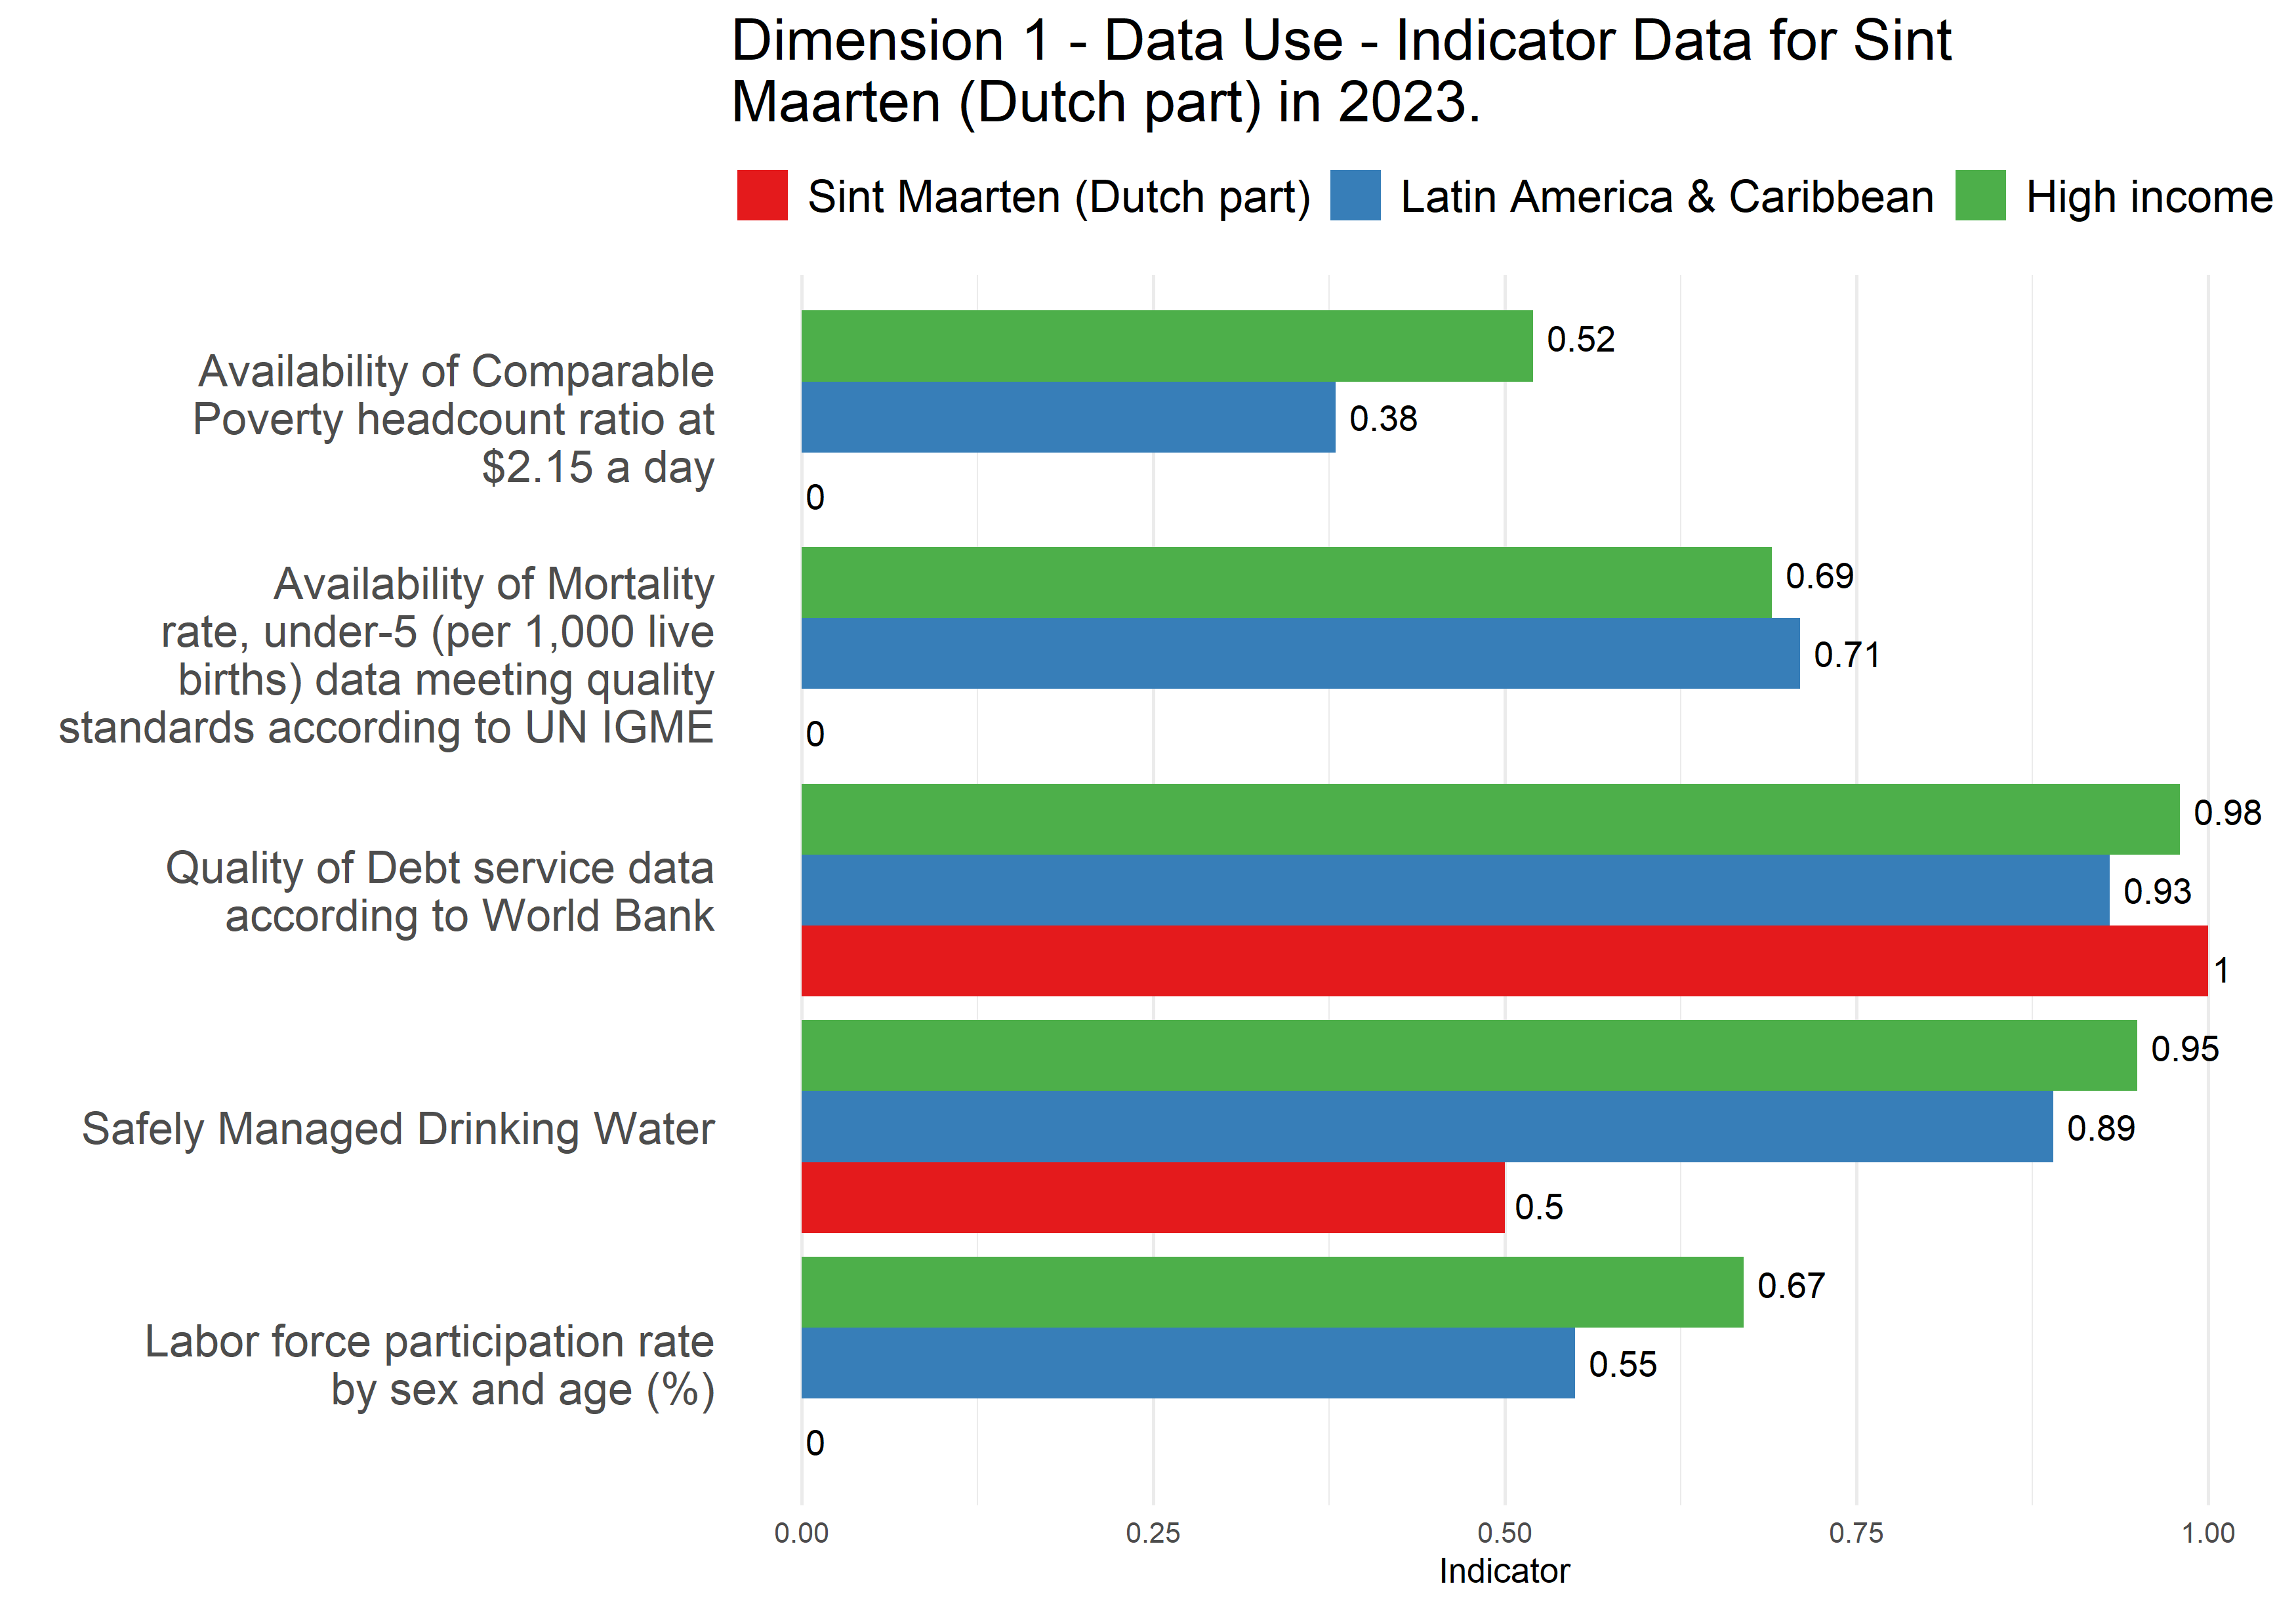 Dimension 1 - Data Use - Indicator Data for Sint
Maarten (Dutch part) in 2023.
Sint Maarten (Dutch part) Latin America & Caribbean High income
Availability of Comparable
Poverty headcount ratio at
$2.15 a day
0.52
0.38
0
Availability of Mortality
rate, under-5 (per 1,000 live
births) data meeting quality
standards according to UN IGME
0.69
0.71
0
Quality of Debt service data
according to World Bank
0.98
0.93
1
Safely Managed Drinking Water
0.95
0.89
0.5
Labor force participation rate
by sex and age (%)
0.67
0.55
0
0.00 0.25 0.50 0.75 1.00
Indicator